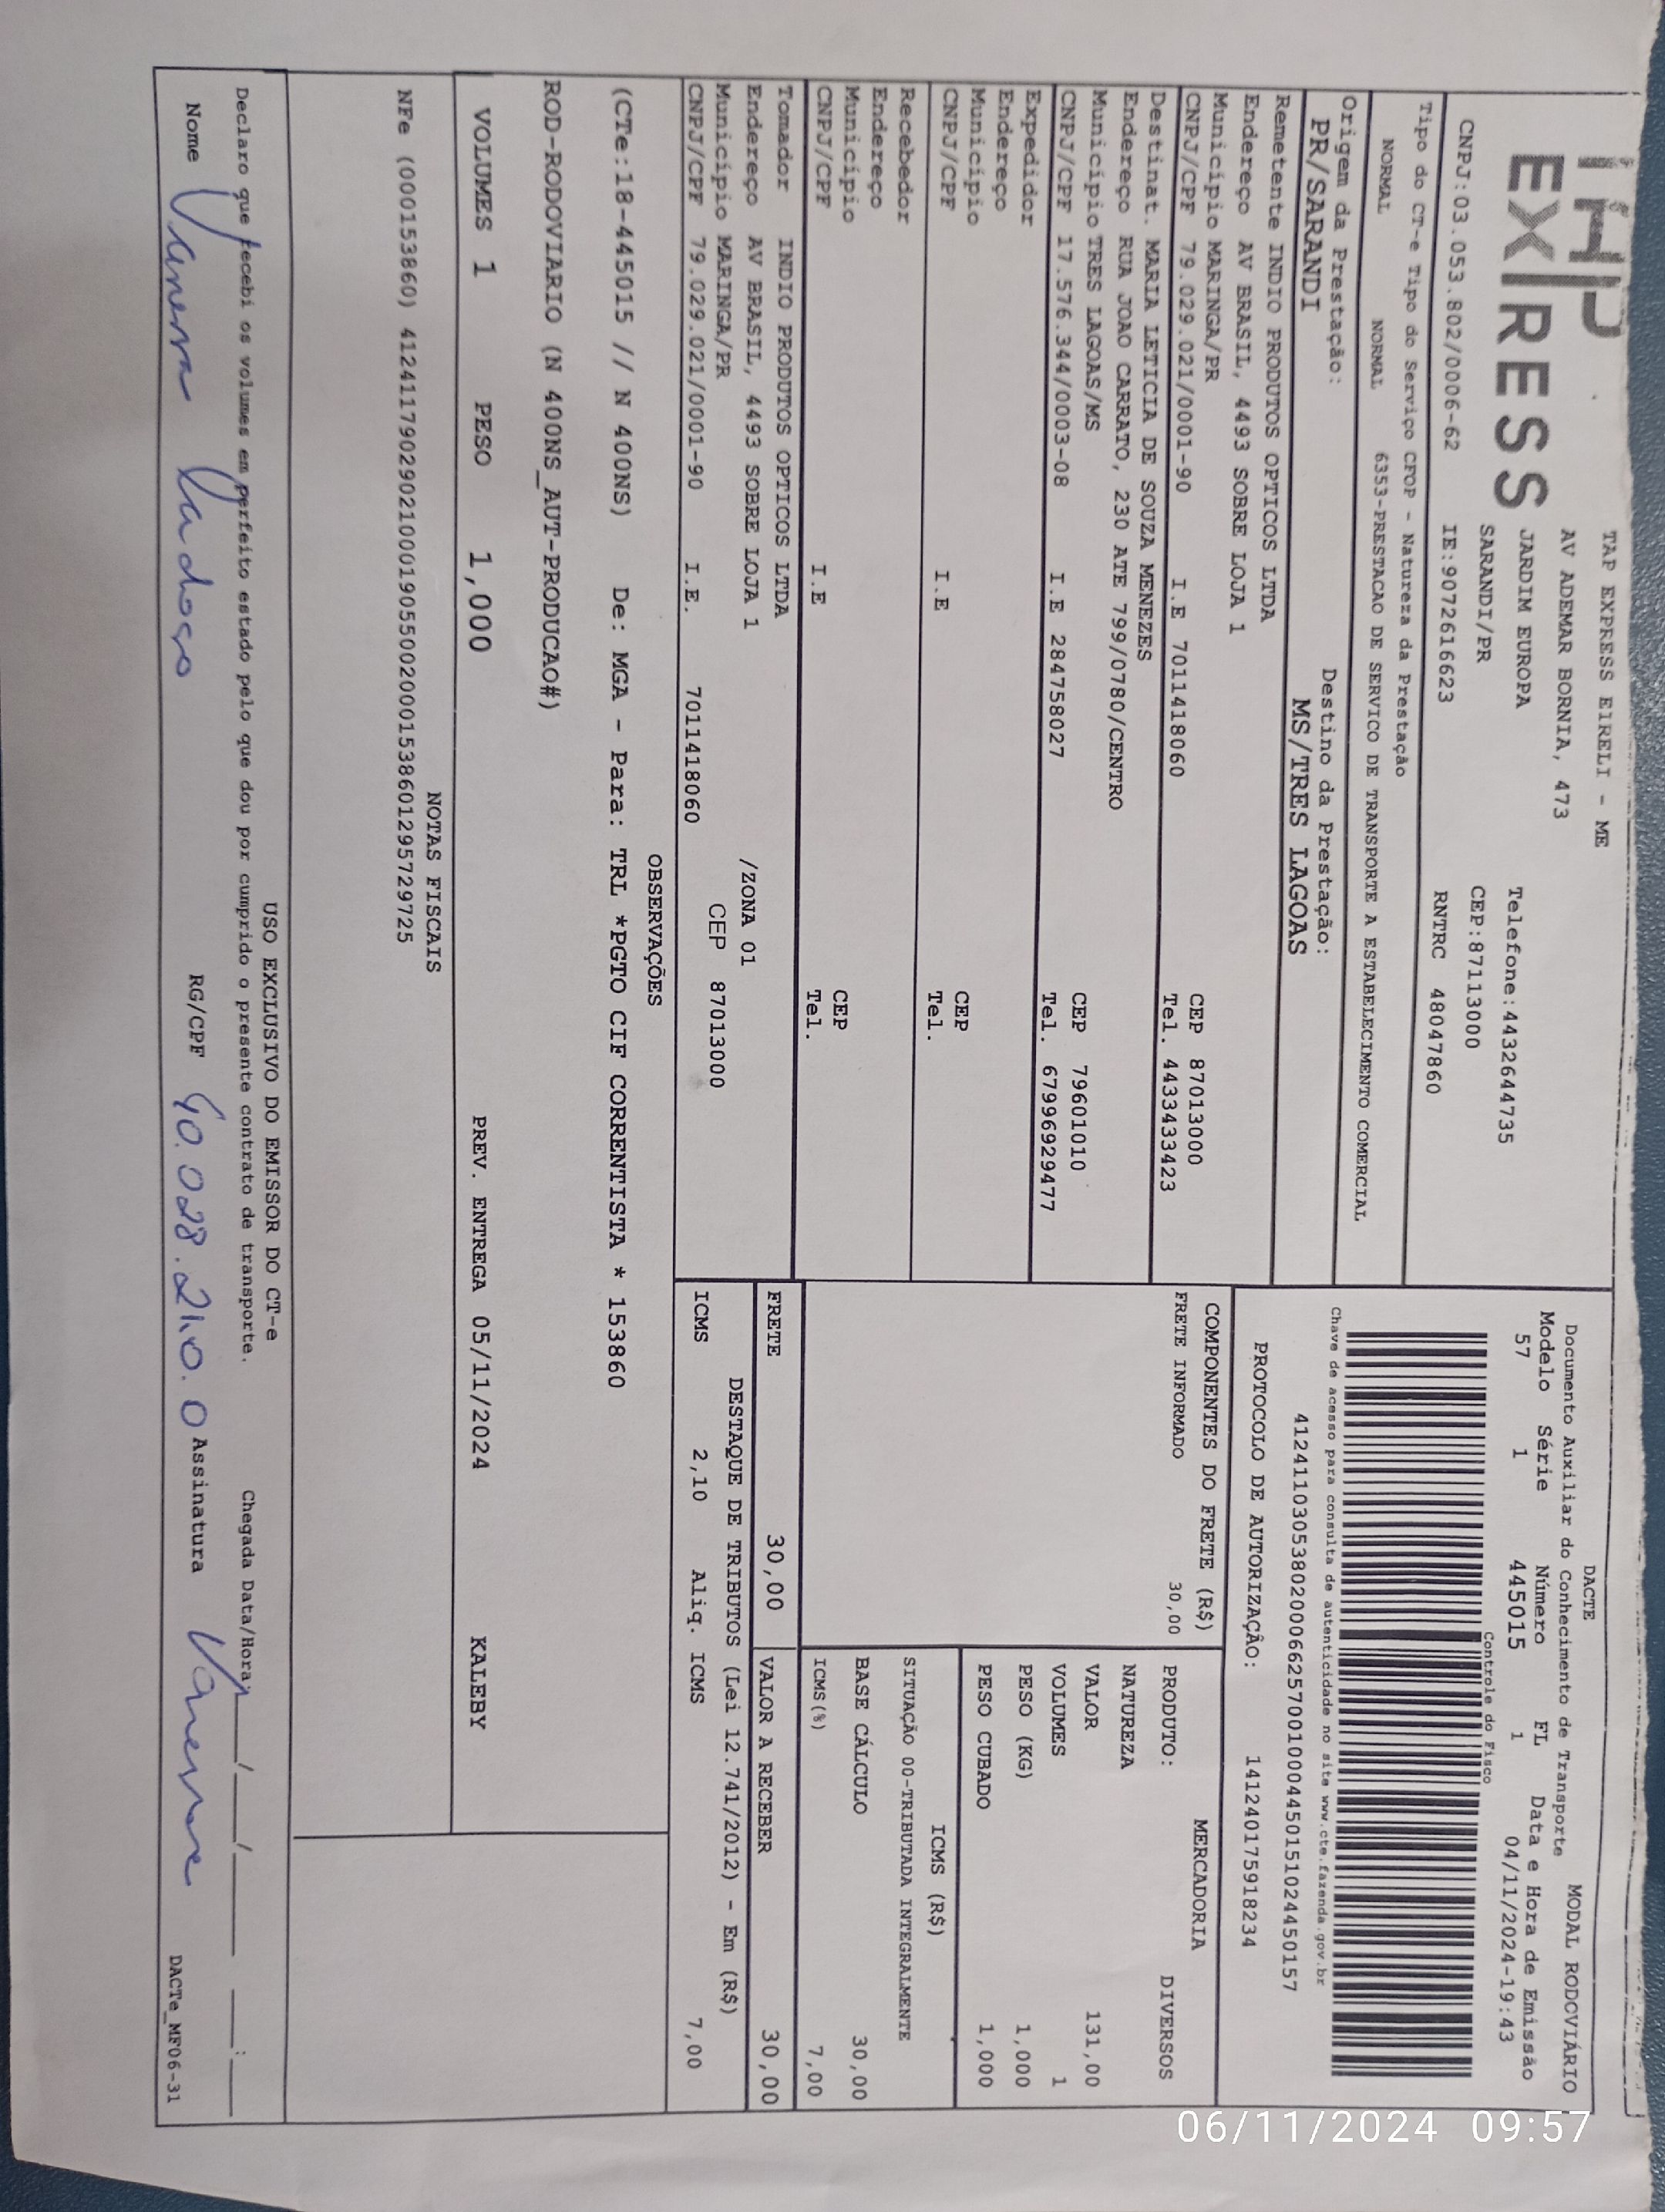 TAP EXPRESS
TAP EXPRESS EIRELI - ME
AV ADEMAR BORNIA, 473
JARDIM EUROPA Telefone:4432644735
SARANDI/PR CEP:87113000
CNPJ:03.053.802/0006-62 IE:9072616623 RNTRC 48047860
Tipo do CT-e Tipo do Serviço CFOP - Natureza da Prestação
NORMAL NORMAL 6353-PRESTACAO DE SERVICO DE TRANSPORTE A ESTABELECIMENTO COMERCIAL
Origem da Prestação: Destino da Prestação:
PR/SARANDI MS/TRES LAGOAS
Remetente INDIO PRODUTOS OPTICOS LTDA
Endereço AV BRASIL, 4493 SOBRE LOJA 1
Município MARINGA/PR CEP 87013000
CNPJ/CPF 79.029.021/0001-90 I.E 7011418060 Tel. 4433433423
Destinat. MARIA LETICIA DE SOUZA MENEZES
Endereço RUA JOAO CARRATO, 230 ATE 799/0780/CENTRO
Município TRES LAGOAS/MS CEP 79601010
CNPJ/CPF 17.576.344/0003-08 I.E 284758027 Tel. 67996929477
Expedidor
Endereço
Município CEP
CNPJ/CPF I.E Tel.
Recebedor
Endereço
Município CEP
CNPJ/CPF I.E Tel.
Tomador INDIO PRODUTOS OPTICOS LTDA
Endereço AV BRASIL, 4493 SOBRE LOJA 1 /ZONA 01
Município MARINGA/PR CEP 87013000
CNPJ/CPF 79.029.021/0001-90 I.E. 7011418060
DACTE MODAL RODOVIÁRIO
Documento Auxiliar do Conhecimento de Transporte
Modelo Série Número FL Data e Hora de Emissão
57 1 445015 1 04/11/2024-19:43
Controle do Fisco
Chave de acesso para consulta de autenticidade no site www.cte.fazenda.gov.br
41241103053802000662570010004450151024450157
PROTOCOLO DE AUTORIZAÇÃO: 141240175918234
COMPONENTES DO FRETE (R$)
FRETE INFORMADO 30,00
MERCADORIA
PRODUTO: DIVERSOS
NATUREZA
VALOR 131,00
VOLUMES 1
PESO (KG) 1,000
PESO CUBADO 1,000
ICMS (R$)
SITUAÇÃO 00-TRIBUTADA INTEGRALMENTE
BASE CÁLCULO 30,00
ICMS(%) 7,00
FRETE 30,00 VALOR A RECEBER 30,00
DESTAQUE DE TRIBUTOS (Lei 12.741/2012) - Em (R$)
ICMS 2,10 Aliq. ICMS 7,00
OBSERVAÇÕES
(CTe:18-445015 // N 400NS) De: MGA - Para: TRL *PGTO CIF CORRENTISTA * 153860
ROD-RODOVIARIO (N 400NS_AUT-PRODUCAO#)
VOLUMES 1 PESO 1,000 PREV. ENTREGA 05/11/2024 KALEBY
NOTAS FISCAIS
NFe (000153860) 41241179029021000190550020001538601295729725
USO EXCLUSIVO DO EMISSOR DO CT-e
Declaro que recebi os volumes em perfeito estado pelo que dou por cumprido o presente contrato de transporte. Chegada Data/Hora ___/___/_____ ___:___
Nome Vanessa RG/CPF Assinatura Vanessa
DACTe_MF06-31
06/11/2024 09:57